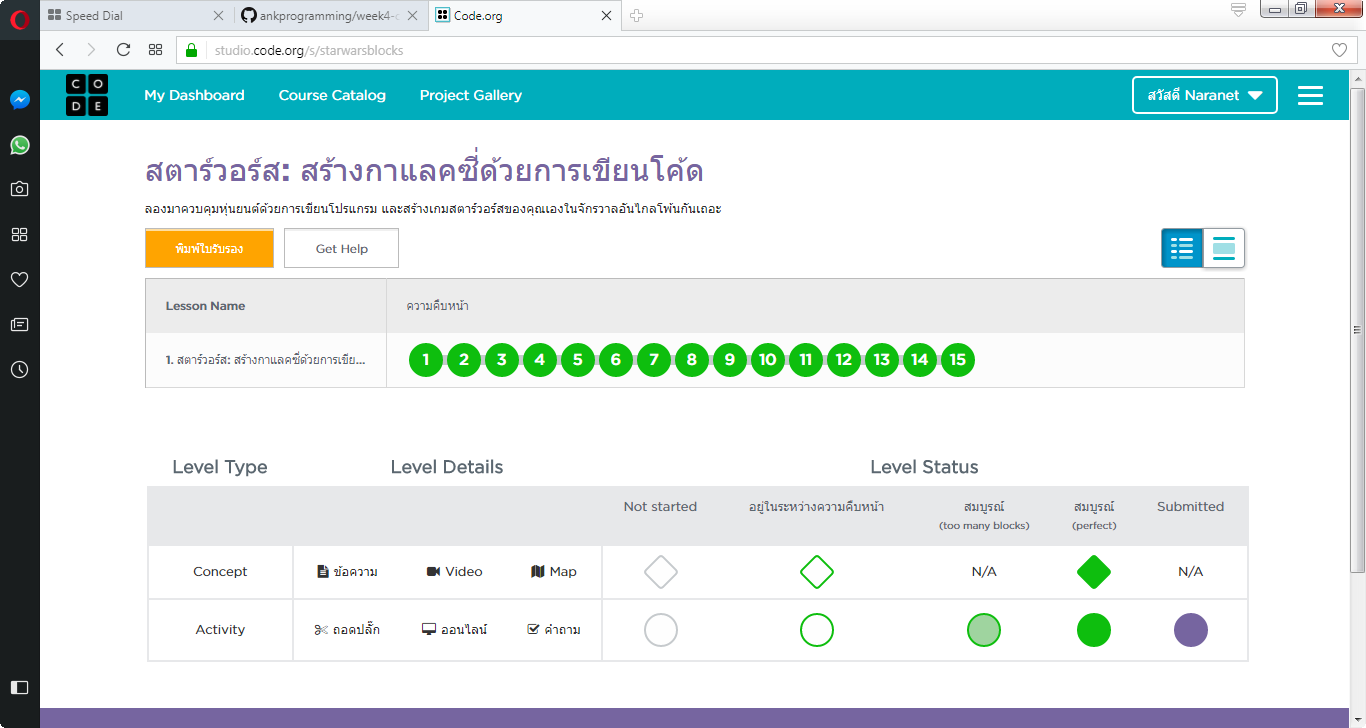 Speed Dial
ankprogramming/week4-c
Code.org
studio.code.org/s/starwarsblocks
C O
D E
My Dashboard
Course Catalog
Project Gallery
สวัสดี Naranet
สตาร์วอร์ส: สร้างกาแลคซี่ด้วยการเขียนโค้ด
ลองมาควบคุมหุ่นยนต์ด้วยการเขียนโปรแกรม และสร้างเกมสตาร์วอร์สของคุณเองในจักรวาลอันไกลโพ้นกันเถอะ
พิมพ์ใบรับรอง
Get Help
Lesson Name
ความคืบหน้า
1. สตาร์วอร์ส: สร้างกาแลคซี่ด้วยการเขีย...
1 2 3 4 5 6 7 8 9 10 11 12 13 14 15
Level Type
Level Details
Level Status
Not started
อยู่ในระหว่างความคืบหน้า
สมบูรณ์
(too many blocks)
สมบูรณ์
(perfect)
Submitted
Concept
ข้อความ
Video
Map
N/A
N/A
Activity
ถอดปลั๊ก
ออนไลน์
คำถาม